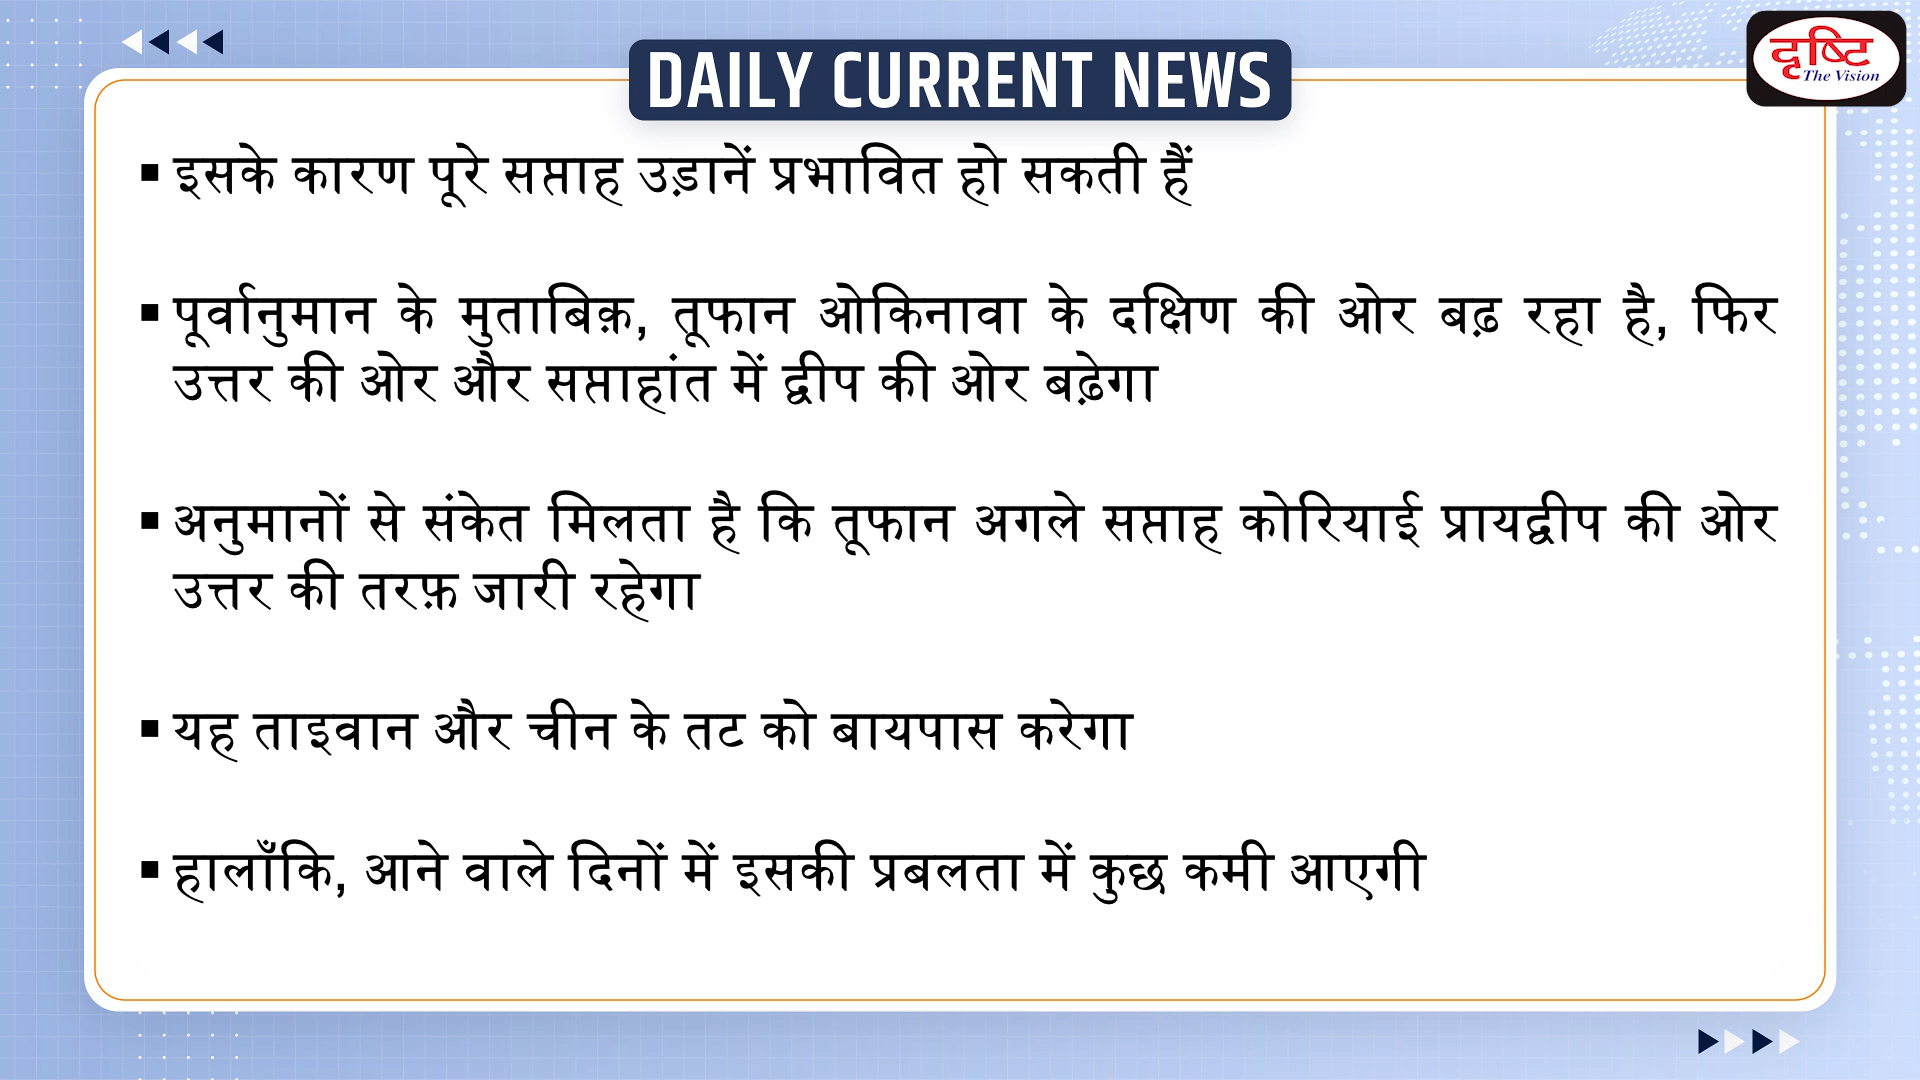 DAILY CURRENT NEWS
दृष्टि
The Vision
▪ इसके कारण पूरे सप्ताह उड़ानें प्रभावित हो सकती हैं
▪ पूर्वानुमान के मुताबिक़, तूफान ओकिनावा के दक्षिण की ओर बढ़ रहा है, फिर
उत्तर की ओर और सप्ताहांत में द्वीप की ओर बढ़ेगा
▪ अनुमानों से संकेत मिलता है कि तूफान अगले सप्ताह कोरियाई प्रायद्वीप की ओर
उत्तर की तरफ़ जारी रहेगा
▪ यह ताइवान और चीन के तट को बायपास करेगा
▪ हालाँकि, आने वाले दिनों में इसकी प्रबलता में कुछ कमी आएगी